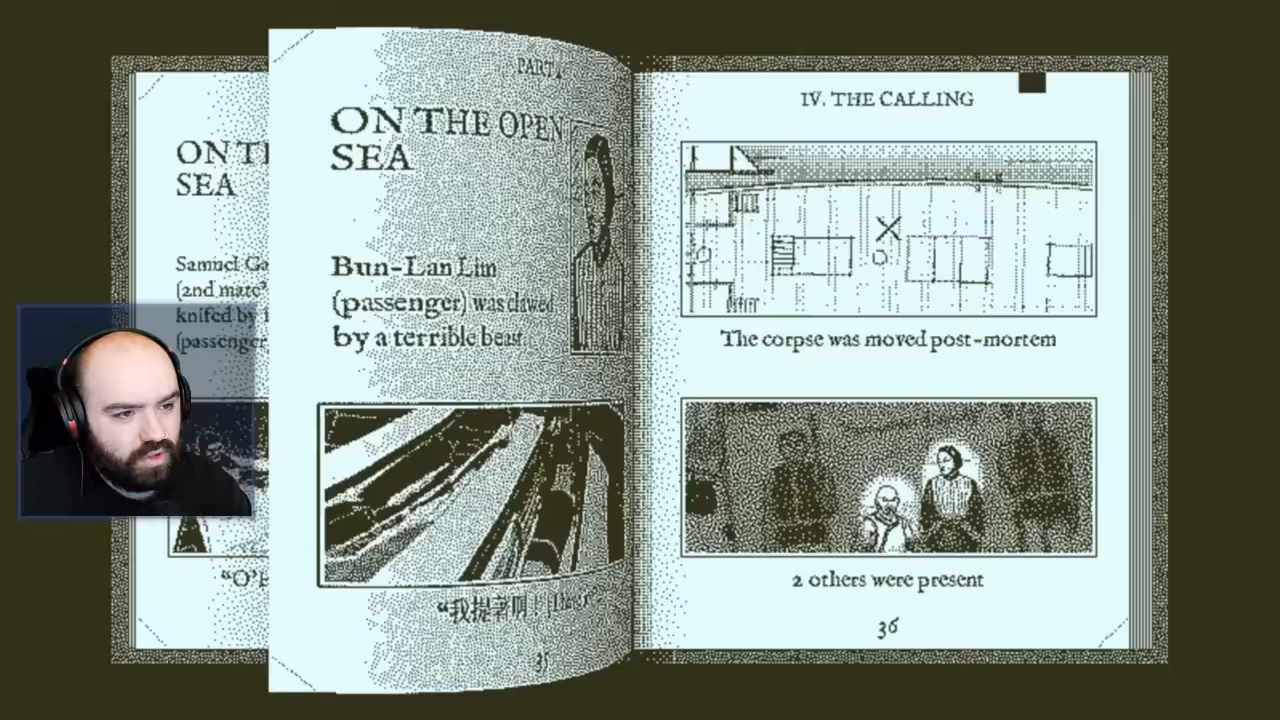 ON T
SEA
Samuel Ga
(2nd mate
knifed by
(passenger
PART 4
ON THE OPEN
SEA
Bun-Lan Lim
(passenger) was clawed
by a terrible beast.
35
IV. THE CALLING
OFFSET
The corpse was moved post-mortem
2 others were present
36